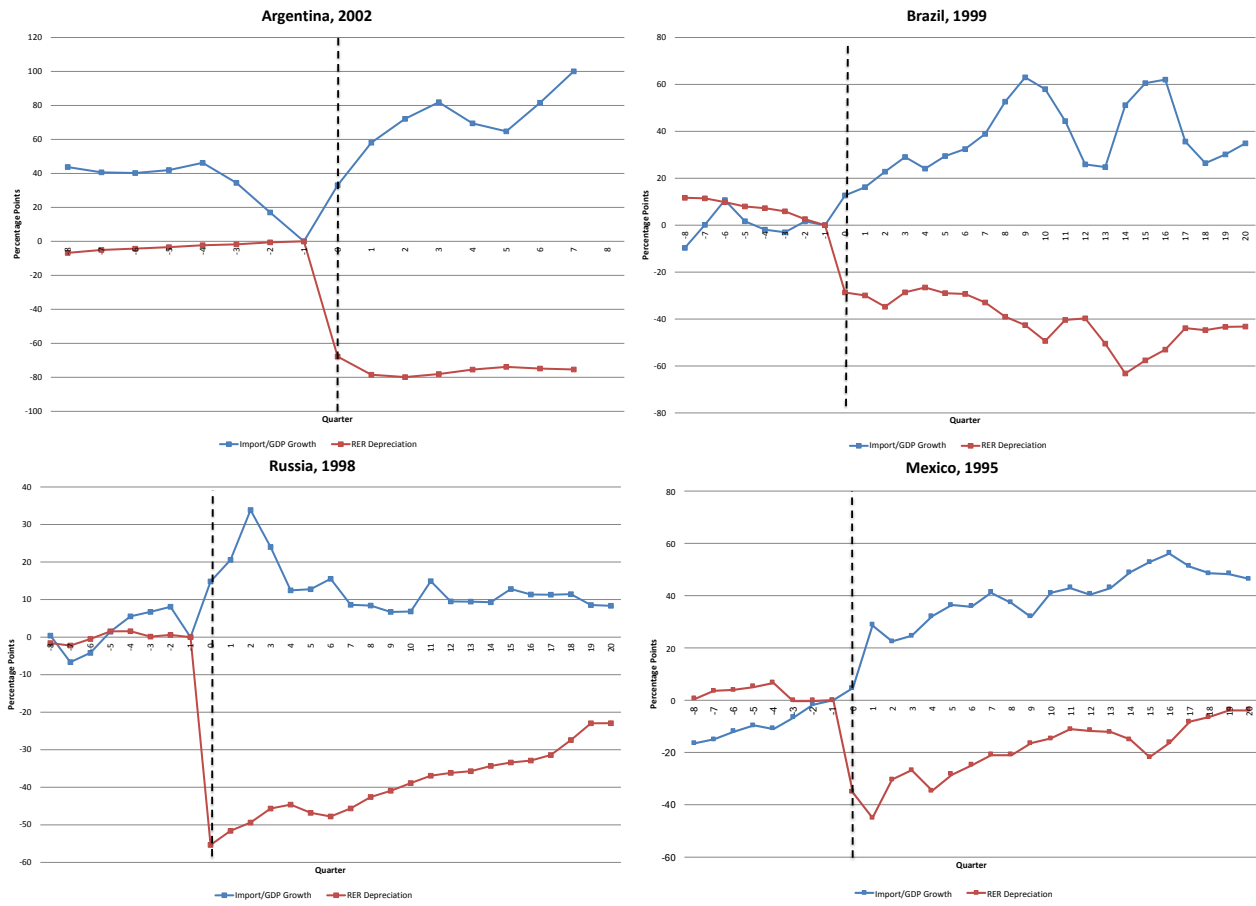 Argentina, 2002
120
100
80
60
40
20
0
-20
-40
-60
-80
-100
Percentage Points
-8 -7 -6 -5 -4 -3 -2 -1 0 1 2 3 4 5 6 7 8
Quarter
Import/GDP Growth RER Depreciation
Brazil, 1999
80
60
40
20
0
-20
-40
-60
-80
Percentage Points
-8 -7 -6 -5 -4 -3 -2 -1 0 1 2 3 4 5 6 7 8 9 10 11 12 13 14 15 16 17 18 19 20
Quarter
Import/GDP Growth RER Depreciation
Russia, 1998
40
30
20
10
0
-10
-20
-30
-40
-50
-60
Percentage Points
-8 -7 -6 -5 -4 -3 -2 -1 0 1 2 3 4 5 6 7 8 9 10 11 12 13 14 15 16 17 18 19 20
Quarter
Import/GDP Growth RER Depreciation
Mexico, 1995
80
60
40
20
0
-20
-40
-60
Percentage Points
-8 -7 -6 -5 -4 -3 -2 -1 0 1 2 3 4 5 6 7 8 9 10 11 12 13 14 15 16 17 18 19 20
Quarter
Import/GDP Growth RER Depreciation